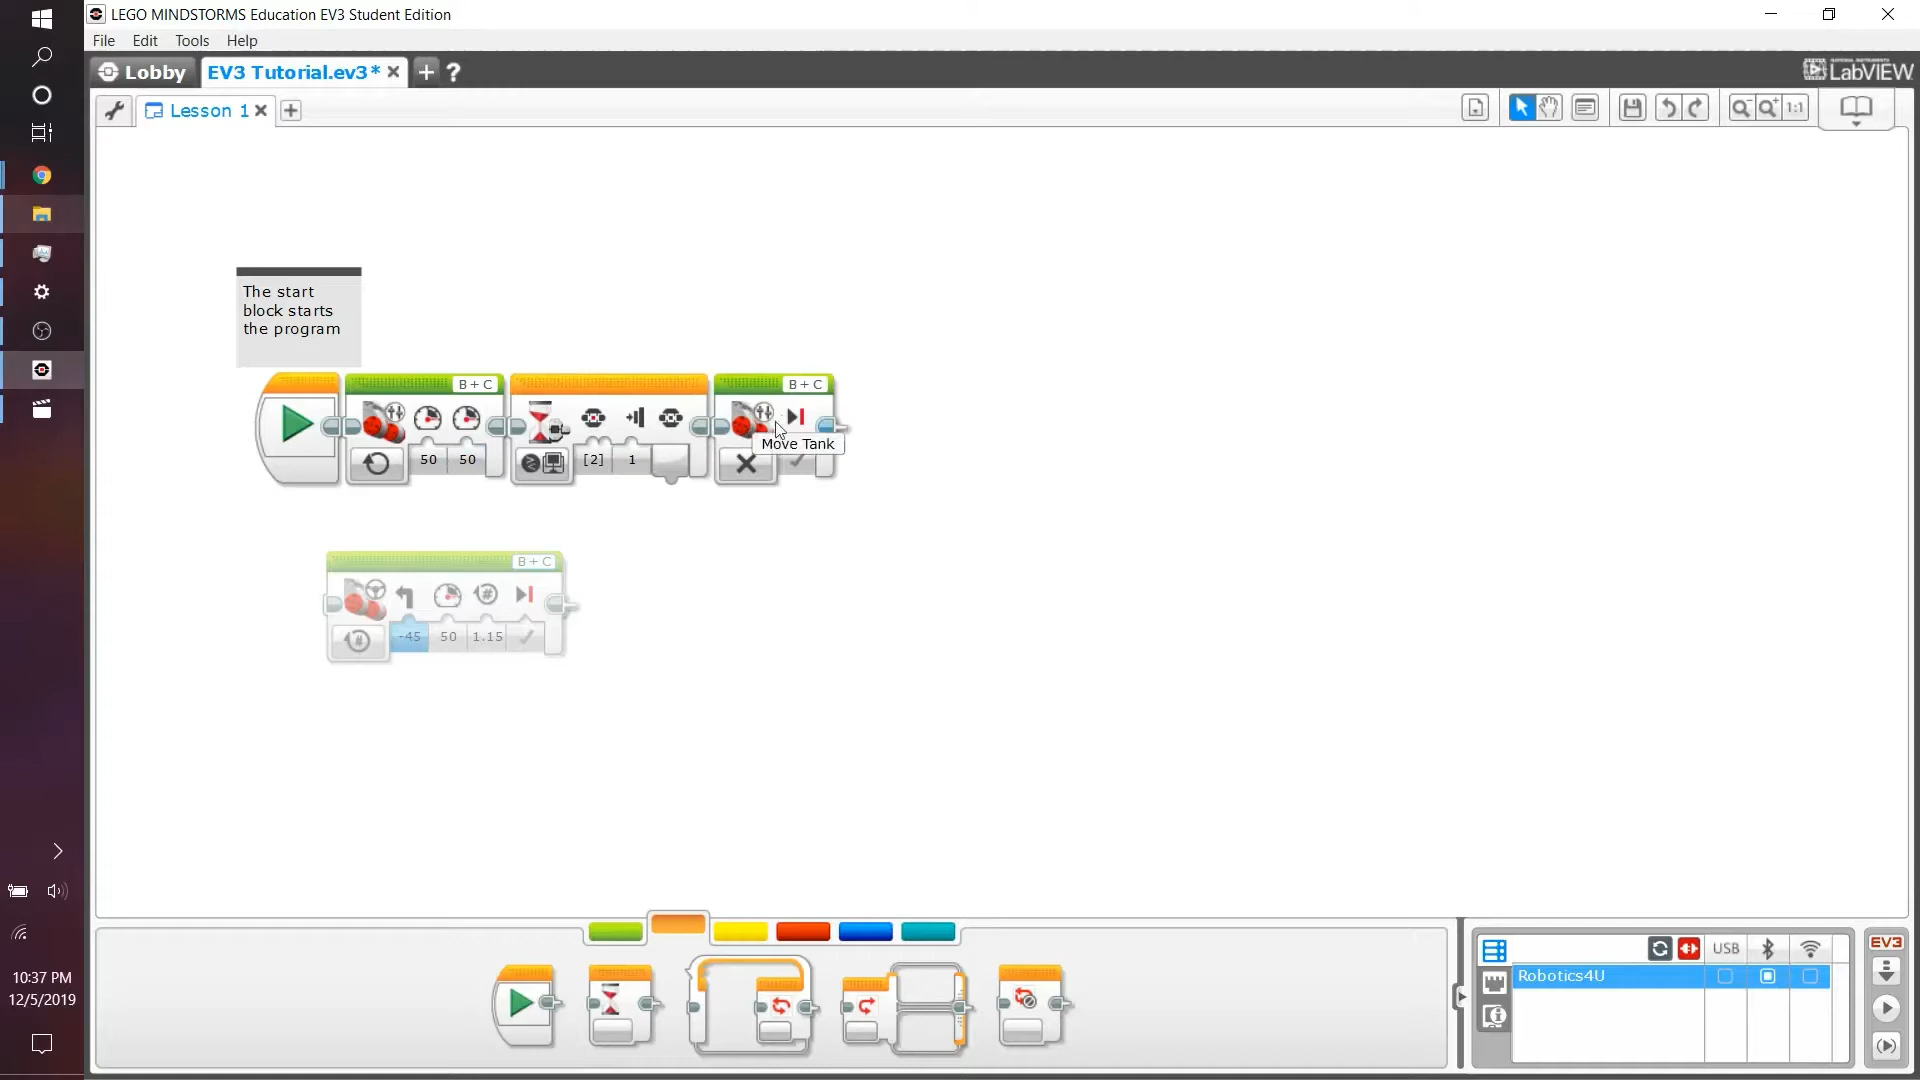 LEGO MINDSTORMS Education EV3 Student Edition
File Edit Tools Help
Lobby EV3 Tutorial.ev3* + ?
LabVIEW
Lesson 1
1:1
The start
block starts
the program
B + C
B + C
50 50 [2] 1
Move Tank
B + C
#
-45 50 1.15
#
10:37 PM
12/5/2019
USB
EV3
Robotics4U